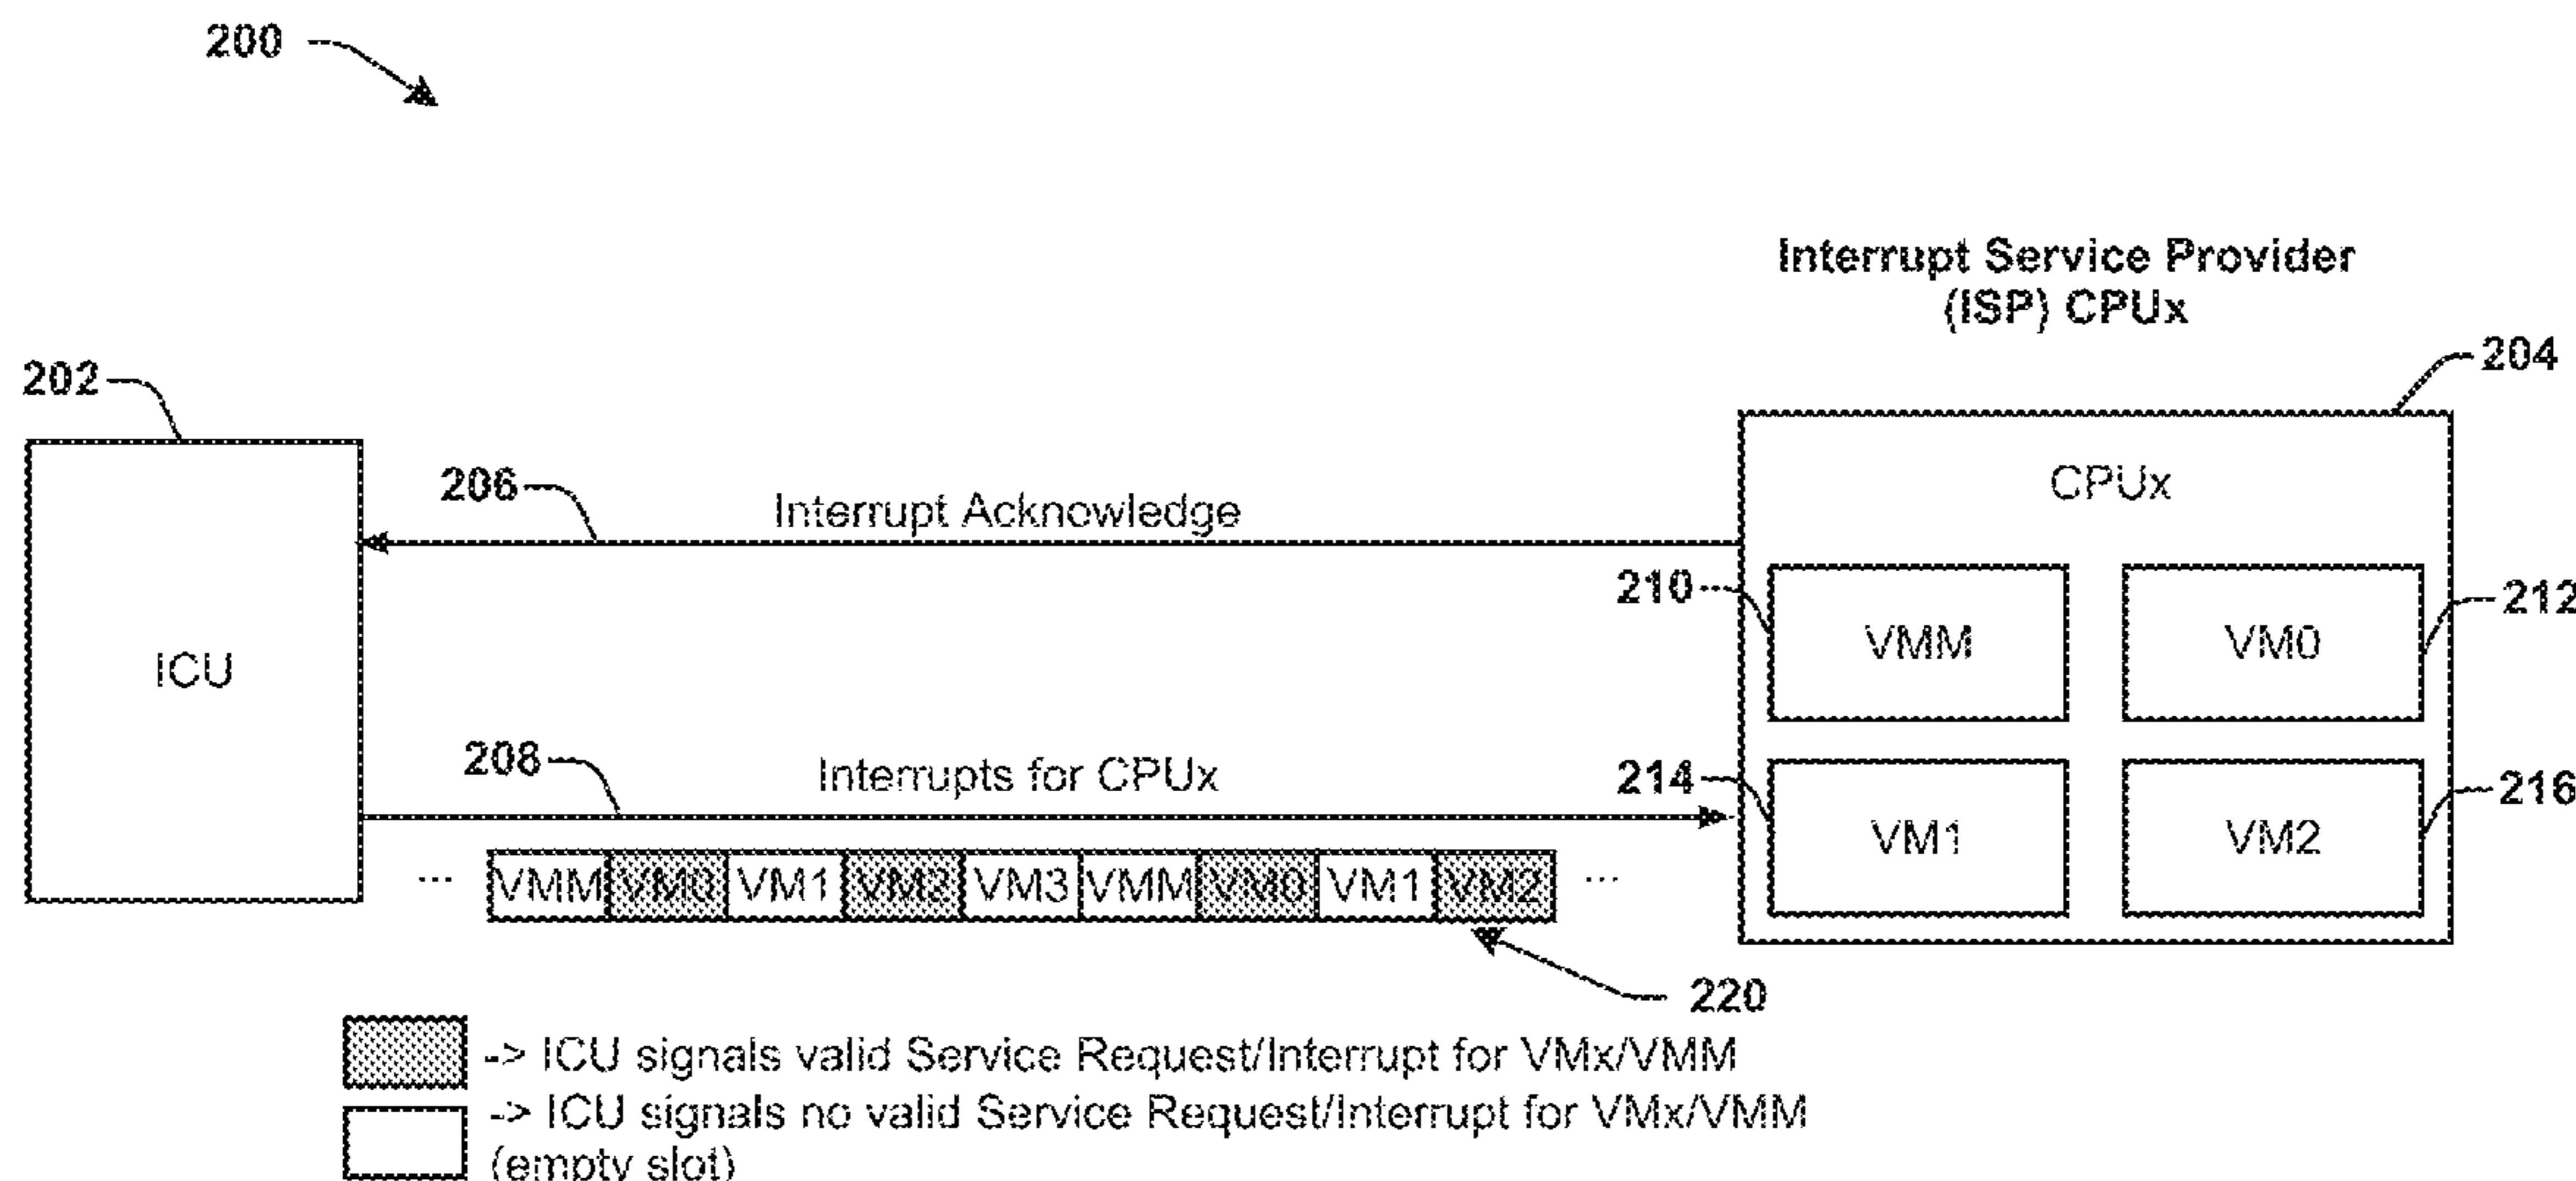 200
Interrupt Service Provider
(ISP) CPUx
204
202
206
Interrupt Acknowledge
CPUx
210
212
VMM
VM0
ICU
208
Interrupts for CPUx
214
216
VM1
VM2
... VMM VM0 VM1 VM2 VM3 VMM VM0 VM1 VM2 ...
220
-> ICU signals valid Service Request/Interrupt for VMx/VMM
-> ICU signals no valid Service Request/Interrupt for VMx/VMM
(empty slot)